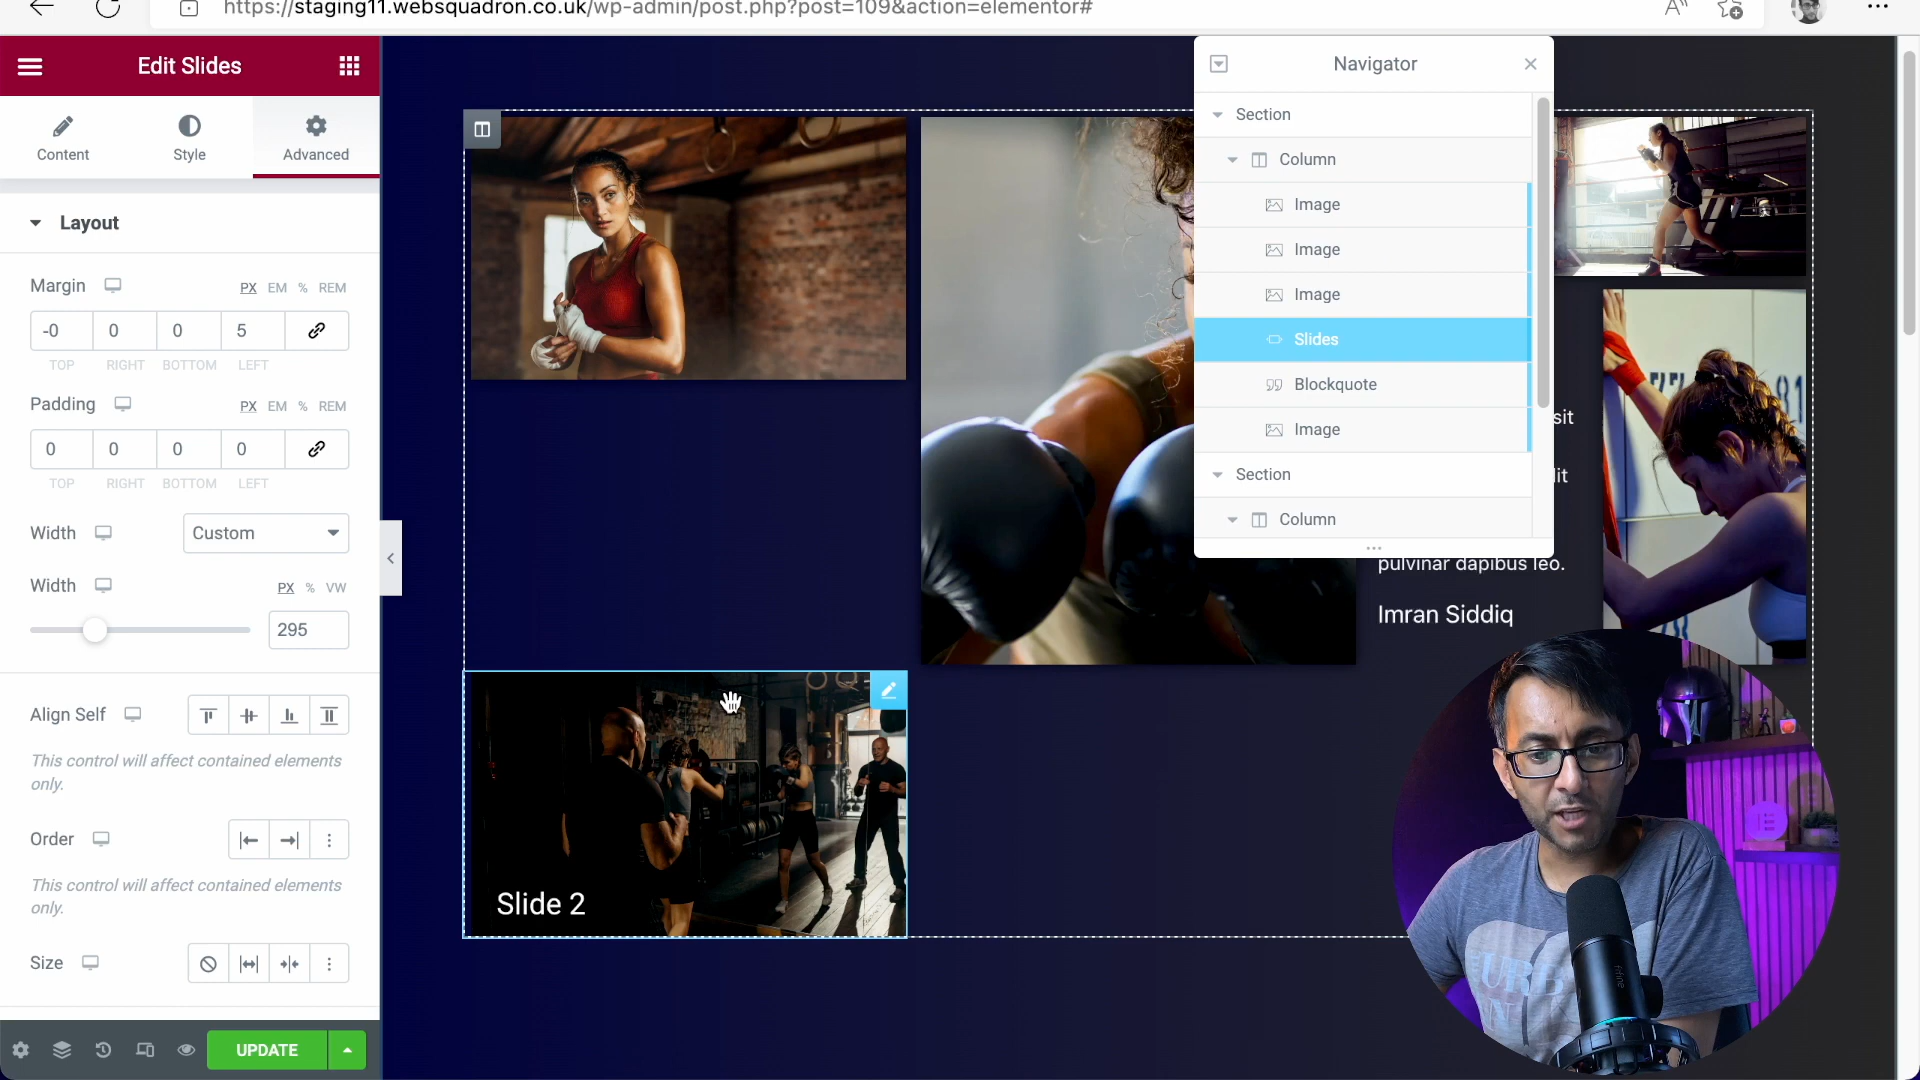 https://staging11.websquadron.co.uk/wp-admin/post.php?post=109&action=elementor#
Edit Slides
Content
Style
Advanced
Layout
Margin
PX EM % REM
-0 0 0 5
TOP RIGHT BOTTOM LEFT
Padding
PX EM % REM
0 0 0 0
TOP RIGHT BOTTOM LEFT
Width
Custom
Width
PX % VW
295
Align Self
This control will affect contained elements
only.
Order
This control will affect contained elements
only.
Size
UPDATE
Navigator
Section
Column
Image
Image
Image
Slides
Blockquote
Image
Section
Column
sit
lit
pulvinar dapibus leo.
Imran Siddiq
Slide 2